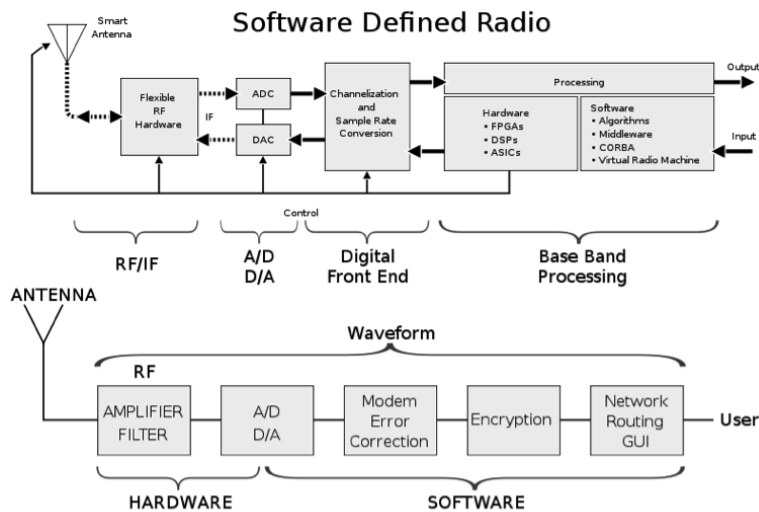 Software Defined Radio
Smart
Antenna
Flexible
RF
Hardware
IF
ADC
DAC
Channelization
and
Sample Rate
Conversion
Processing
Hardware
• FPGAs
• DSPs
• ASICs
Software
• Algorithms
• Middleware
• CORBA
• Virtual Radio Machine
Output
Input
Control
RF/IF
A/D
D/A
Digital
Front End
Base Band
Processing
ANTENNA
Waveform
RF
AMPLIFIER
FILTER
A/D
D/A
Modem
Error
Correction
Encryption
Network
Routing
GUI
User
HARDWARE
SOFTWARE